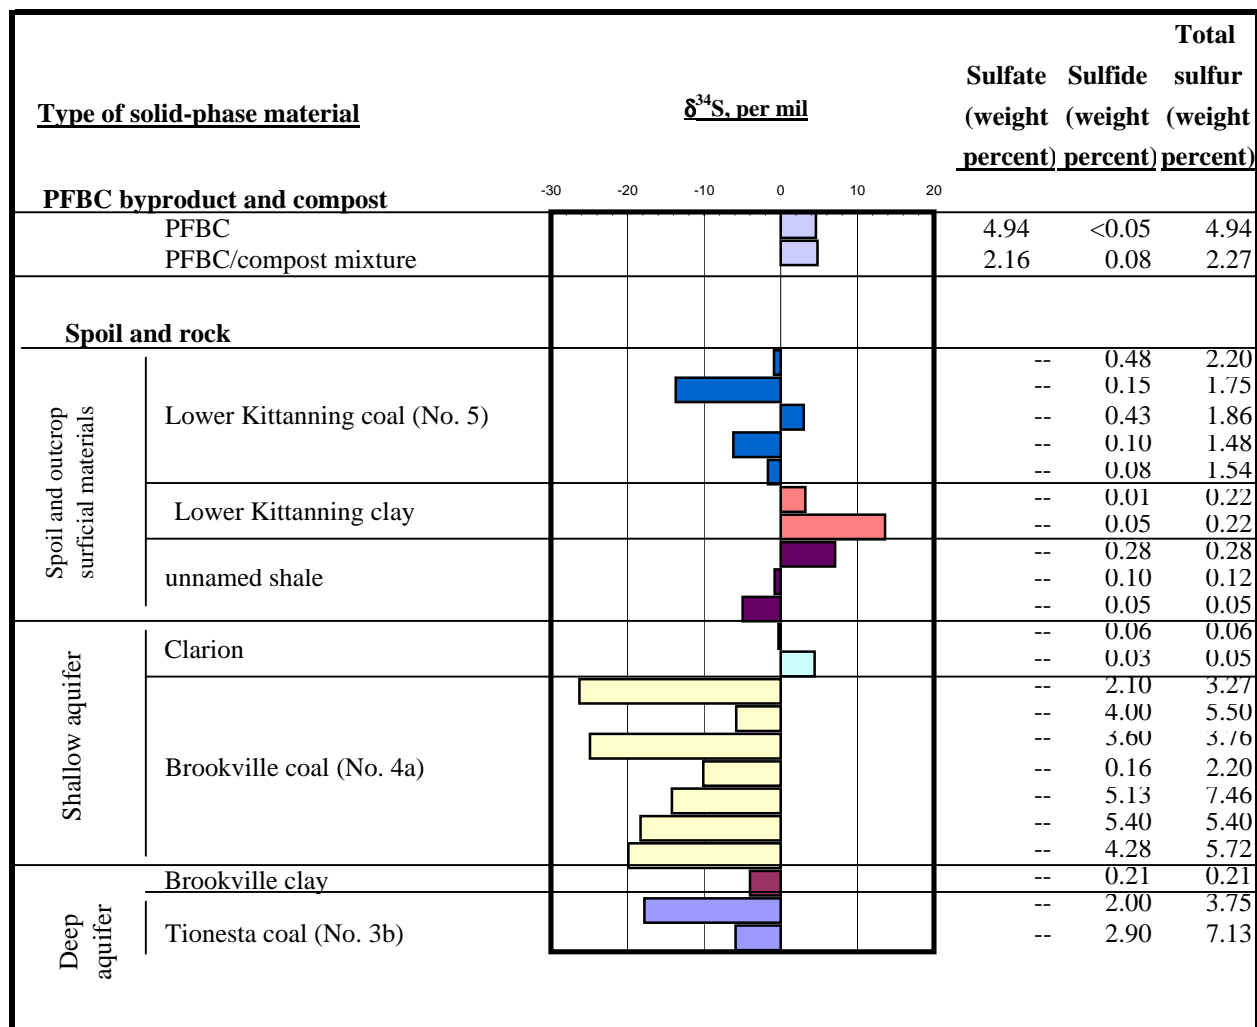 Total
Sulfate Sulfide sulfur
Type of solid-phase material δ34S, per mil (weight (weight (weight
percent) percent) percent)
PFBC byproduct and compost -30 -20 -10 0 10 20
PFBC 4.94 <0.05 4.94
PFBC/compost mixture 2.16 0.08 2.27
Spoil and rock
Spoil and outcrop
surficial materials
-- 0.48 2.20
-- 0.15 1.75
Lower Kittanning coal (No. 5) -- 0.43 1.86
-- 0.10 1.48
-- 0.08 1.54
-- 0.01 0.22
Lower Kittanning clay -- 0.05 0.22
-- 0.28 0.28
unnamed shale -- 0.10 0.12
-- 0.05 0.05
Shallow aquifer
-- 0.06 0.06
Clarion -- 0.03 0.05
-- 2.10 3.27
-- 4.00 5.50
-- 3.60 3.76
Brookville coal (No. 4a) -- 0.16 2.20
-- 5.13 7.46
-- 5.40 5.40
-- 4.28 5.72
Deep
aquifer
Brookville clay -- 0.21 0.21
-- 2.00 3.75
Tionesta coal (No. 3b) -- 2.90 7.13